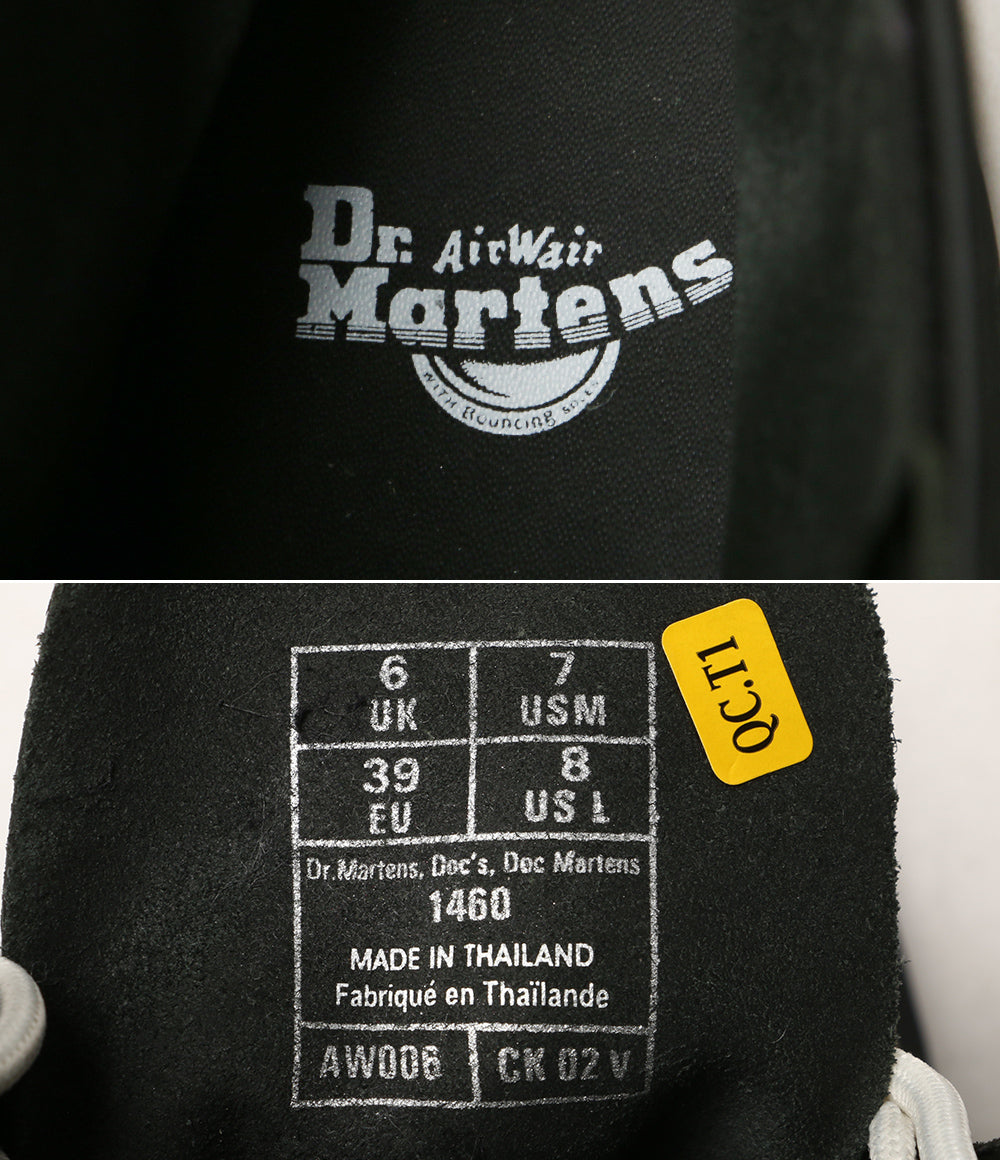 Dr. AirWair
Martens
WITH Bouncing SOLES
6 7
UK USM
39 8
EU US L
QC.T1
Dr.Martens, Doc's, Doc Martens
1460
MADE IN THAILAND
Fabriqué en Thaïlande
AW006 CK 02 V